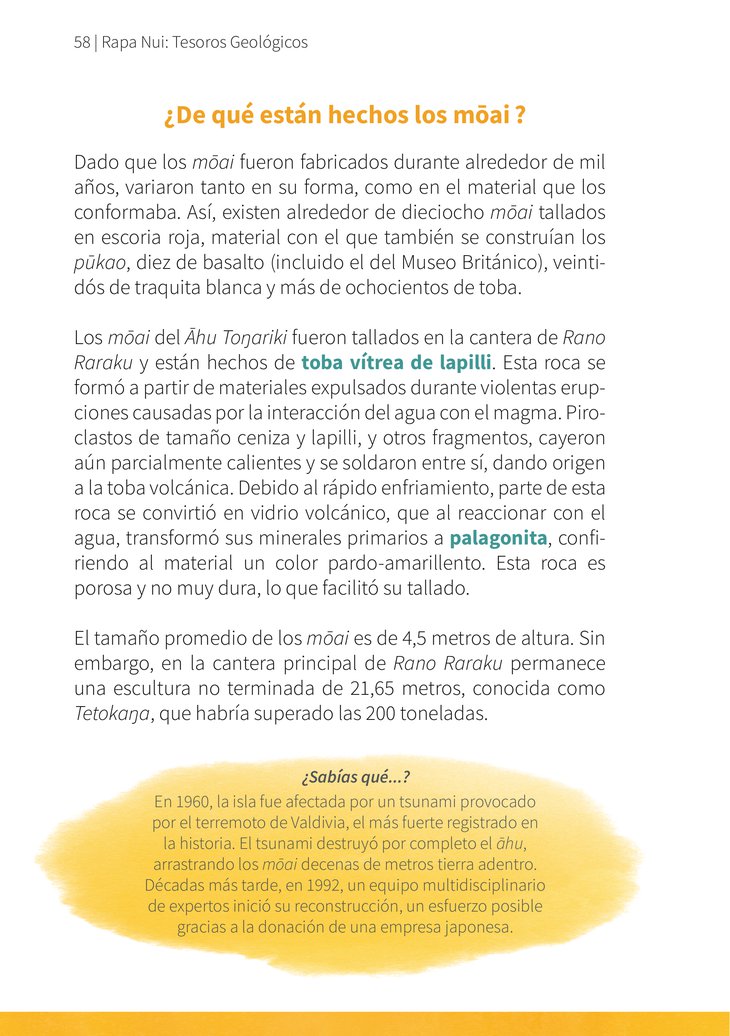 58 | Rapa Nui: Tesoros Geológicos
¿De qué están hechos los mōai ?
Dado que los mōai fueron fabricados durante alrededor de mil
años, variaron tanto en su forma, como en el material que los
conformaba. Así, existen alrededor de dieciocho mōai tallados
en escoria roja, material con el que también se construían los
pūkao, diez de basalto (incluido el del Museo Británico), veinti-
dós de traquita blanca y más de ochocientos de toba.
Los mōai del Āhu Toŋariki fueron tallados en la cantera de Rano
Raraku y están hechos de toba vítrea de lapilli. Esta roca se
formó a partir de materiales expulsados durante violentas erup-
ciones causadas por la interacción del agua con el magma. Piro-
clastos de tamaño ceniza y lapilli, y otros fragmentos, cayeron
aún parcialmente calientes y se soldaron entre sí, dando origen
a la toba volcánica. Debido al rápido enfriamiento, parte de esta
roca se convirtió en vidrio volcánico, que al reaccionar con el
agua, transformó sus minerales primarios a palagonita, confi-
riendo al material un color pardo-amarillento. Esta roca es
porosa y no muy dura, lo que facilitó su tallado.
El tamaño promedio de los mōai es de 4,5 metros de altura. Sin
embargo, en la cantera principal de Rano Raraku permanece
una escultura no terminada de 21,65 metros, conocida como
Tetokaŋa, que habría superado las 200 toneladas.
¿Sabías qué...?
En 1960, la isla fue afectada por un tsunami provocado
por el terremoto de Valdivia, el más fuerte registrado en
la historia. El tsunami destruyó por completo el āhu,
arrastrando los mōai decenas de metros tierra adentro.
Décadas más tarde, en 1992, un equipo multidisciplinario
de expertos inició su reconstrucción, un esfuerzo posible
gracias a la donación de una empresa japonesa.